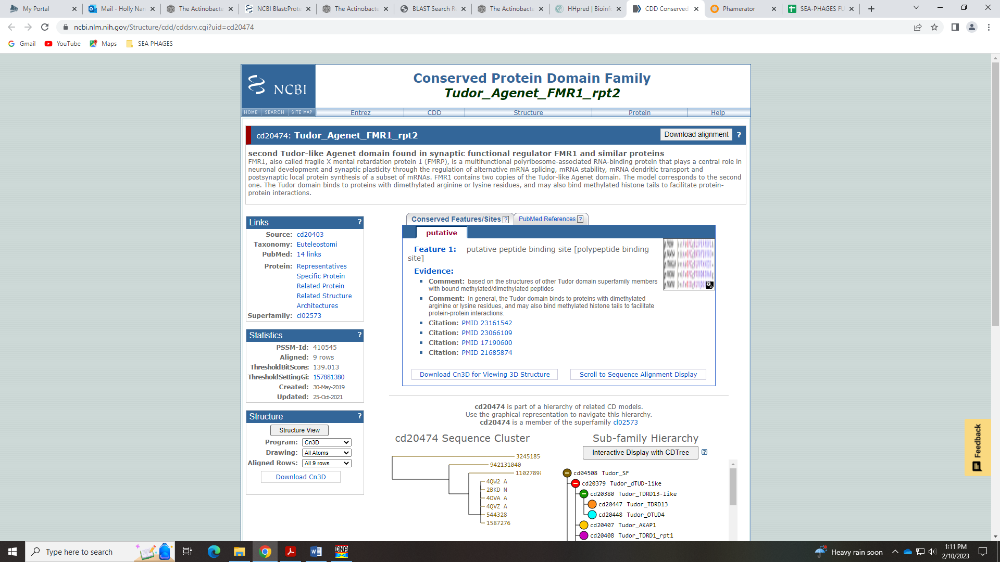 My Portal
Mail - Holly Nan
The Actinobacte
NCBI Blast:Prote
The Actinobacte
BLAST Search Re
The Actinobacte
HHpred | Bioinf
CDD Conserved
Phamerator
SEA-PHAGES FU
ncbi.nlm.nih.gov/Structure/cdd/cddsrv.cgi?uid=cd20474
Gmail
YouTube
Maps
SEA PHAGES
NCBI
Conserved Protein Domain Family
Tudor_Agenet_FMR1_rpt2
HOME
SEARCH
SITE MAP
Entrez
CDD
Structure
Protein
Help
cd20474: Tudor_Agenet_FMR1_rpt2
Download alignment
?
second Tudor-like Agenet domain found in synaptic functional regulator FMR1 and similar proteins
FMR1, also called fragile X mental retardation protein 1 (FMRP), is a multifunctional polyribosome-associated RNA-binding protein that plays a central role in
neuronal development and synaptic plasticity through the regulation of alternative mRNA splicing, mRNA stability, mRNA dendritic transport and
postsynaptic local protein synthesis of a subset of mRNAs. FMR1 contains two copies of the Tudor-like Agenet domain. The model corresponds to the second
one. The Tudor domain binds to proteins with dimethylated arginine or lysine residues, and may also bind methylated histone tails to facilitate protein-
protein interactions.
Links ?
Source: cd20403
Taxonomy: Euteleostomi
PubMed: 14 links
Protein: Representatives
Specific Protein
Related Protein
Related Structure
Architectures
Superfamily: cl02573
Statistics ?
PSSM-Id: 410545
Aligned: 9 rows
Threshold Bit Score: 139.013
Threshold Setting Gi: 157881380
Created: 30-May-2019
Updated: 25-Oct-2021
Structure ?
Structure View
Program: Cn3D
Drawing: All Atoms
Aligned Rows: All 9 rows
Download Cn3D
Conserved Features/Sites ?
PubMed References ?
putative
Feature 1: putative peptide binding site [polypeptide binding
site]
Evidence:
Comment: based on the structures of other Tudor domain superfamily members
with bound methylated/dimethylated peptides
Comment: In general, the Tudor domain binds to proteins with dimethylated
arginine or lysine residues, and may also bind methylated histone tails to facilitate
protein-protein interactions.
Citation: PMID 23161542
Citation: PMID 23066109
Citation: PMID 17190600
Citation: PMID 21685874
Download Cn3D for Viewing 3D Structure
Scroll to Sequence Alignment Display
cd20474 is part of a hierarchy of related CD models.
Use the graphical representation to navigate this hierarchy.
cd20474 is a member of the superfamily cl02573
cd20474 Sequence Cluster
3245185
942131040
1102789
4QW2 A
2BKD N
4OVA A
4QVZ A
544328
1587276
Sub-family Hierarchy
Interactive Display with CDTree
?
cd04508 Tudor_SF
cd20379 Tudor_dTUD-like
cd20380 Tudor_TDRD13-like
cd20447 Tudor_TDRD13
cd20448 Tudor_OTUD4
cd20407 Tudor_AKAP1
cd20408 Tudor_TDRD1_rpt1
Feedback
Type here to search
DNA
Heavy rain soon
1:11 PM
2/10/2023